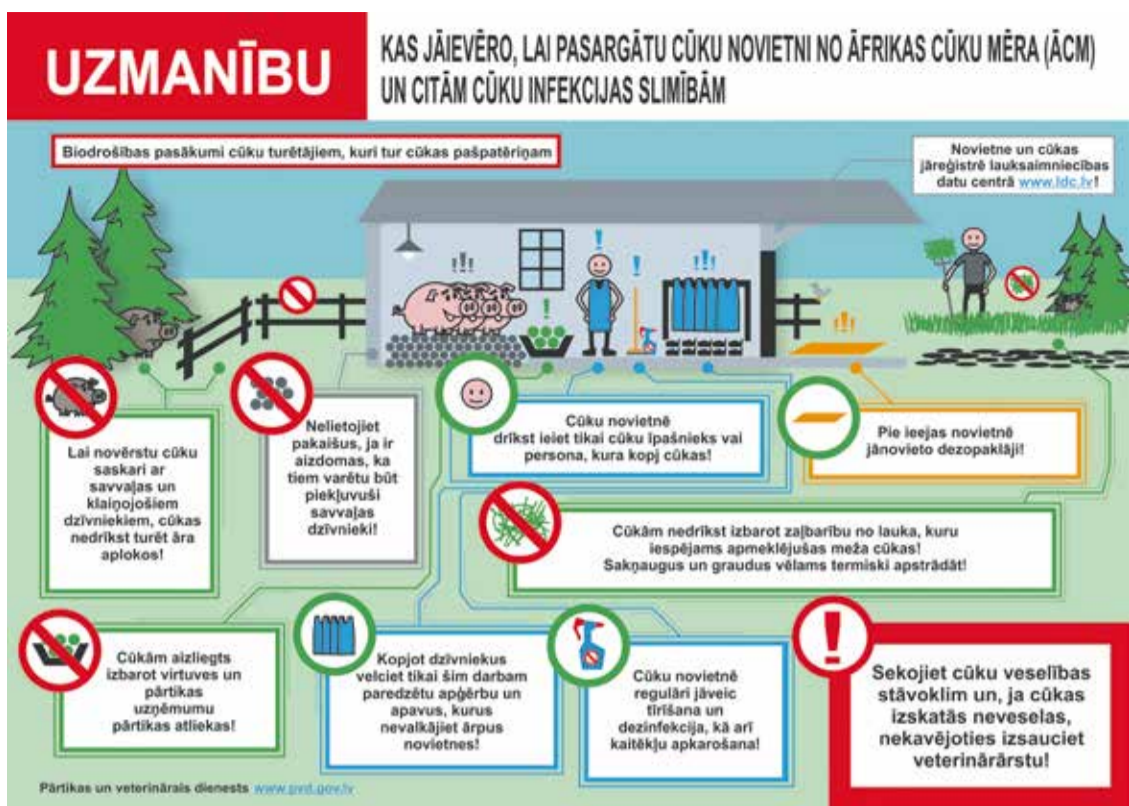 UZMANĪBU
KAS JĀIEVĒRO, LAI PASARGĀTU CŪKU NOVIETNI NO ĀFRIKAS CŪKU MĒRA (ĀCM)
UN CITĀM CŪKU INFEKCIJAS SLIMĪBĀM
Biodrošības pasākumi cūku turētājiem, kuri tur cūkas pašpatēriņam
Novietne un cūkas
jāreģistrē lauksaimniecības
datu centrā www.ldc.lv!
Lai novērstu cūku
saskari ar
savvaļas un
klaiņojošiem
dzīvniekiem, cūkas
nedrīkst turēt āra
aplokos!
Nelietojiet
pakaišus, ja ir
aizdomas, ka
tiem varētu būt
piekļuvuši
savvaļas
dzīvnieki!
Cūku novietnē
drīkst ieiet tikai cūku īpašnieks vai
persona, kura kopj cūkas!
Pie ieejas novietnē
jānovieto dezopaklāji!
Cūkām nedrīkst izbarot zaļbarību no lauka, kuru
iespējams apmeklējušas meža cūkas!
Sakņaugus un graudus vēlams termiski apstrādāt!
Cūkām aizliegts
izbarot virtuves un
pārtikas
uzņēmumu
pārtikas atliekas!
Kopjot dzīvniekus
velciet tikai šim darbam
paredzētu apģērbu un
apavus, kurus
nevalkājiet ārpus
novietnes!
Cūku novietnē
regulāri jāveic
tīrīšana un
dezinfekcija, kā arī
kaitēkļu apkarošana!
!
Sekojiet cūku veselības
stāvoklim un, ja cūkas
izskatās neveselas,
nekavējoties izsauciet
veterinārārstu!
Pārtikas un veterinārais dienests www.pvd.gov.lv